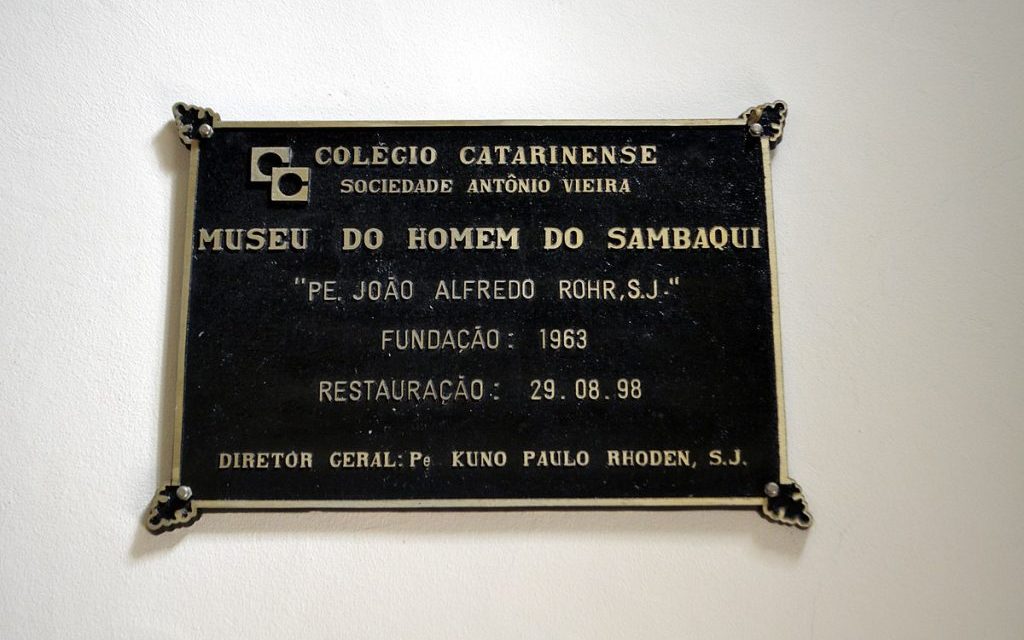 COLÉGIO CATARINENSE
SOCIEDADE ANTÔNIO VIEIRA
MUSEU DO HOMEM DO SAMBAQUI
"PE. JOÃO ALFREDO ROHR, S.J."
FUNDAÇÃO: 1963
RESTAURAÇÃO: 29.08.98
DIRETOR GERAL: Pe KUNO PAULO RHODEN, S.J.